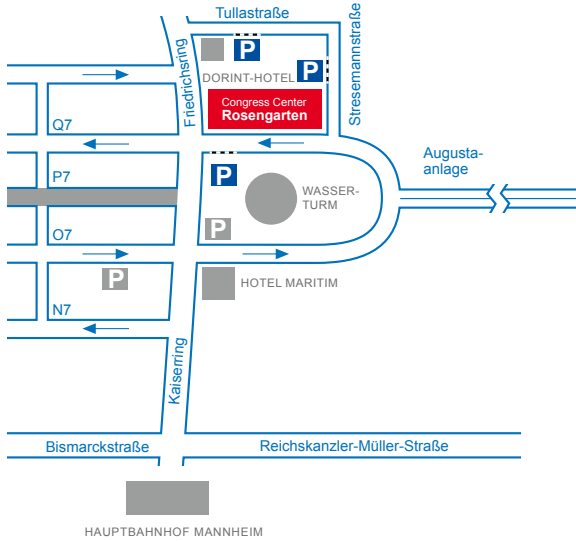 Tullastraße
Friedrichsring
P
Stresemannstraße
P
DORINT-HOTEL
Congress Center
Rosengarten
Q7
P7
P
Augusta-
anlage
WASSER-
TURM
P
O7
P
HOTEL MARITIM
N7
Kaiserring
Bismarckstraße
Reichskanzler-Müller-Straße
HAUPTBAHNHOF MANNHEIM